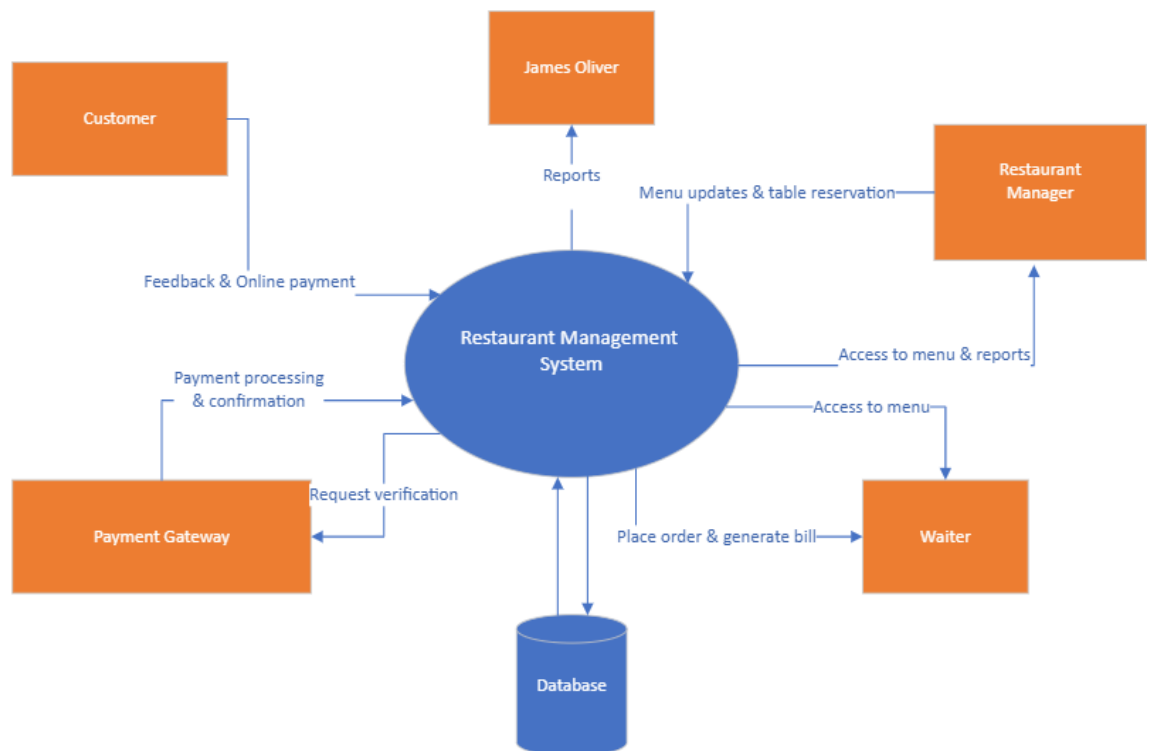 James Oliver
Customer
Reports
Restaurant
Manager
Menu updates & table reservation
Feedback & Online payment
Restaurant Management
System
Access to menu & reports
Payment processing
& confirmation
Access to menu
Request verification
Payment Gateway
Place order & generate bill
Waiter
Database